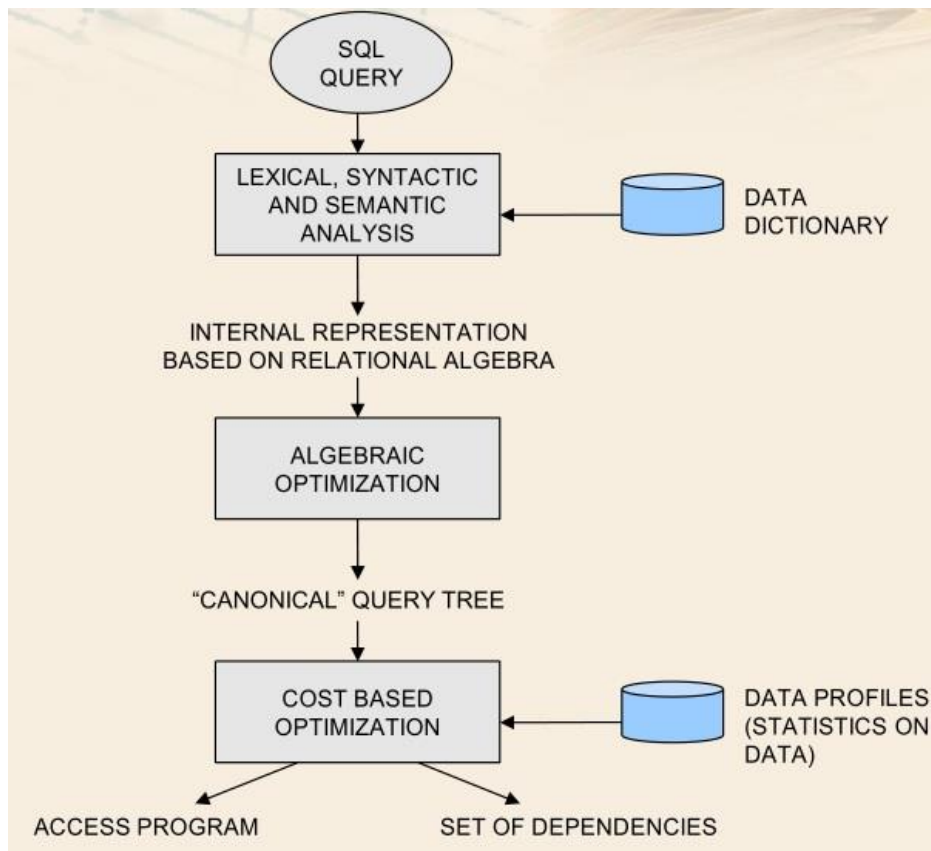 SQL
QUERY
LEXICAL, SYNTACTIC
AND SEMANTIC
ANALYSIS
DATA
DICTIONARY
INTERNAL REPRESENTATION
BASED ON RELATIONAL ALGEBRA
ALGEBRAIC
OPTIMIZATION
“CANONICAL” QUERY TREE
COST BASED
OPTIMIZATION
DATA PROFILES
(STATISTICS ON
DATA)
ACCESS PROGRAM
SET OF DEPENDENCIES